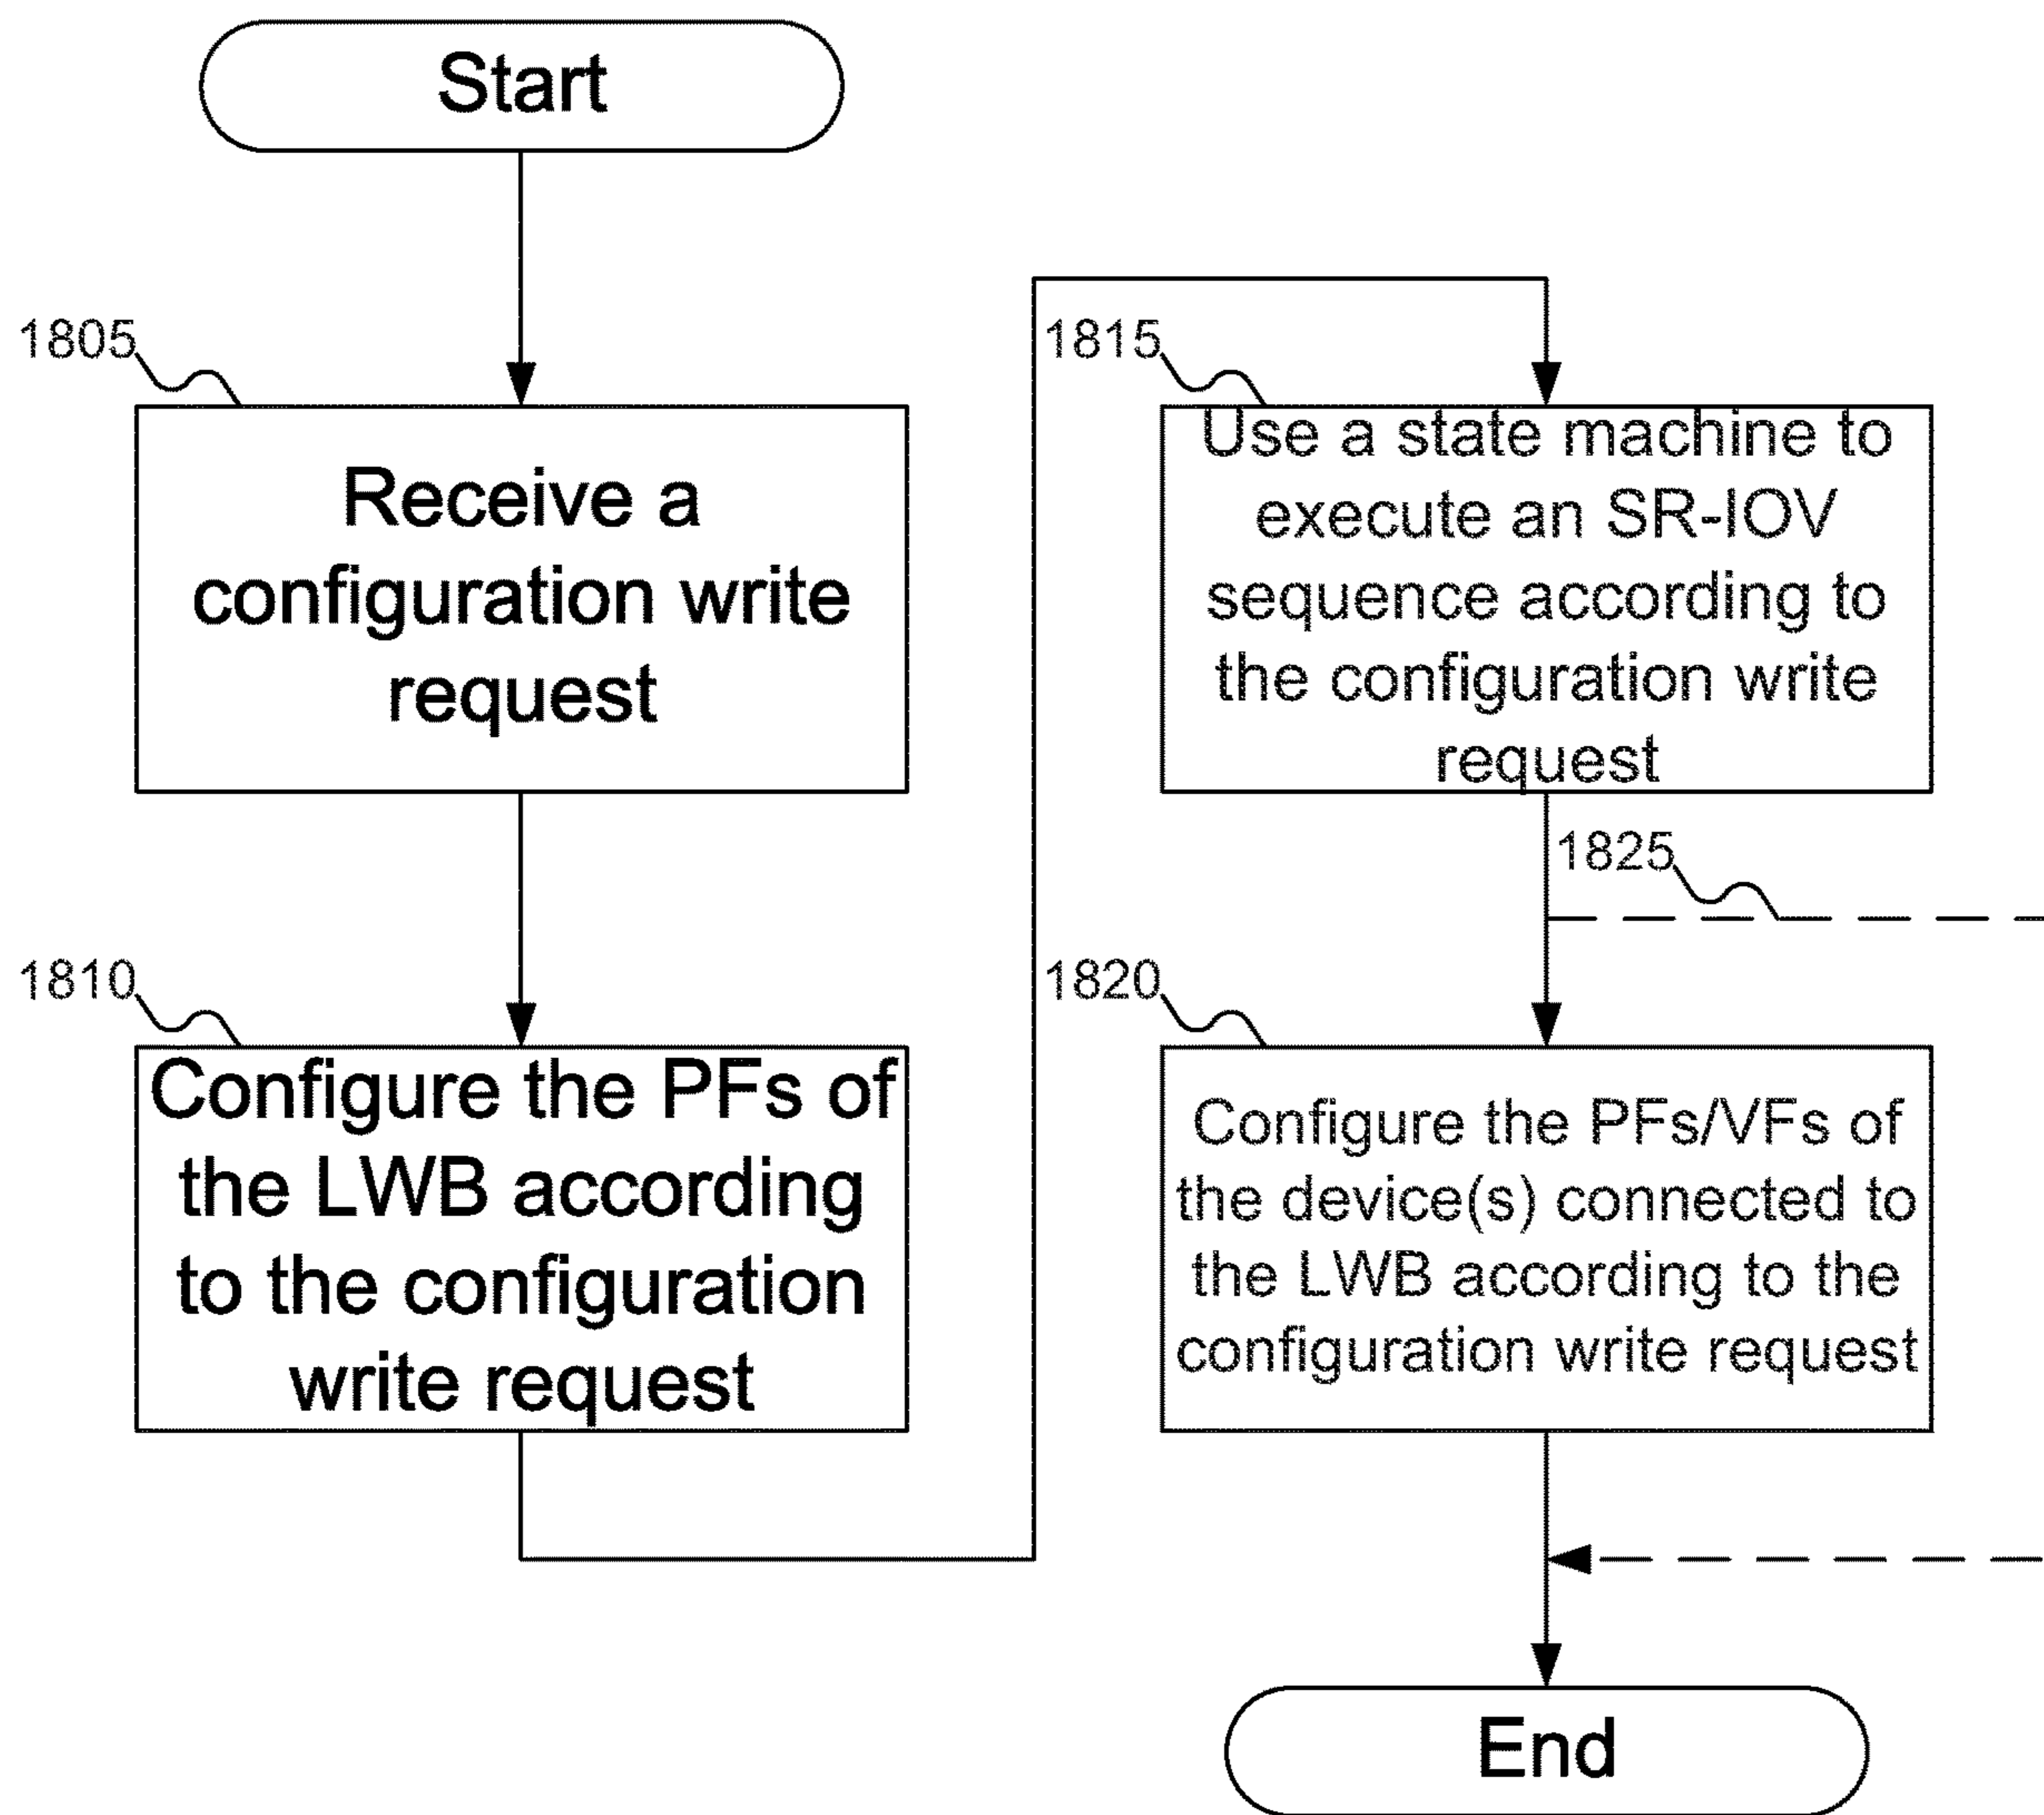 Start
1805
Receive a
configuration write
request
1810
Configure the PFs of
the LWB according
to the configuration
write request
1815
Use a state machine to
execute an SR-IOV
sequence according to
the configuration write
request
1825
1820
Configure the PFs/VFs of
the device(s) connected to
the LWB according to the
configuration write request
End